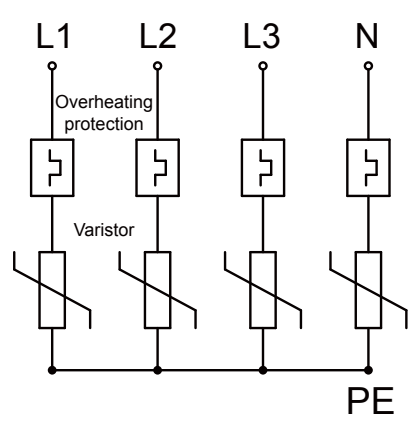 L1 L2 L3 N
Overheating
protection
Varistor
PE